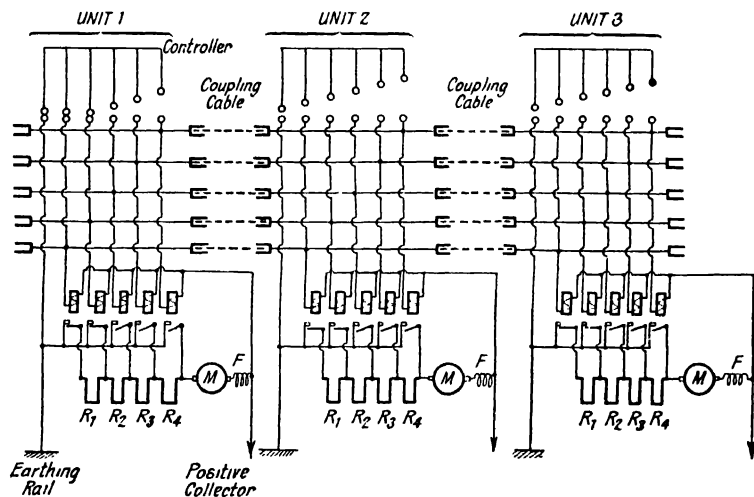 UNIT 1
UNIT 2
UNIT 3
Controller
Coupling
Cable
Coupling
Cable
F
F
F
M
M
M
R1 R2 R3 R4
R1 R2 R3 R4
R1 R2 R3 R4
Earthing
Rail
Positive
Collector